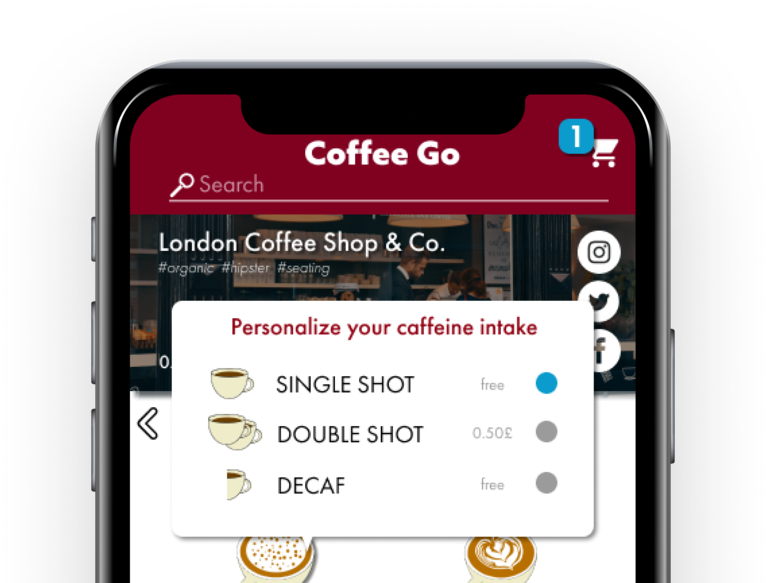 1
Coffee Go
Search
London Coffee Shop & Co.
#organic #hipster #seating
Personalize your caffeine intake
0.
SINGLE SHOT free
DOUBLE SHOT 0.50£
DECAF free